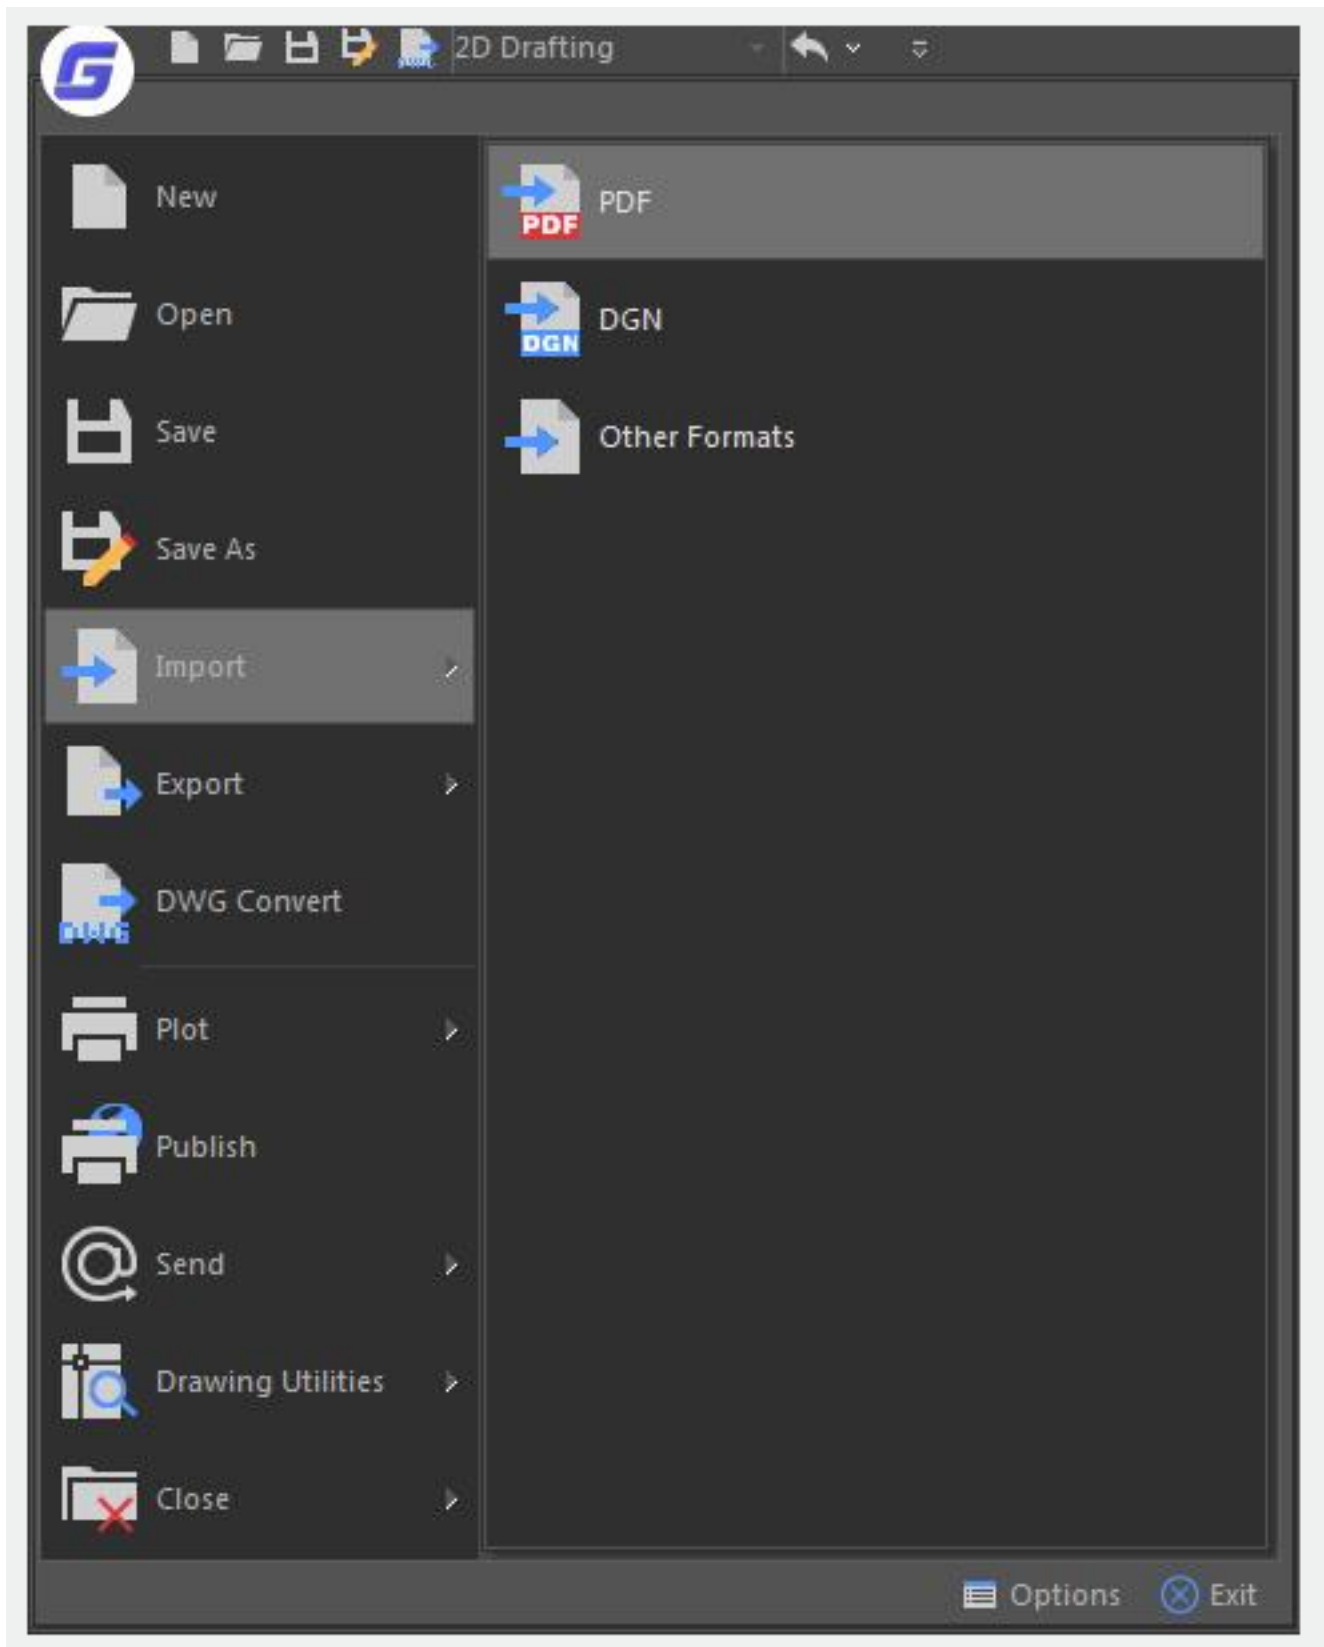 2D Drafting
New
Open
Save
Save As
Import
Export
DWG
DWG Convert
Plot
Publish
Send
Drawing Utilities
Close
PDF
PDF
DGN
DGN
Other Formats
Options
Exit